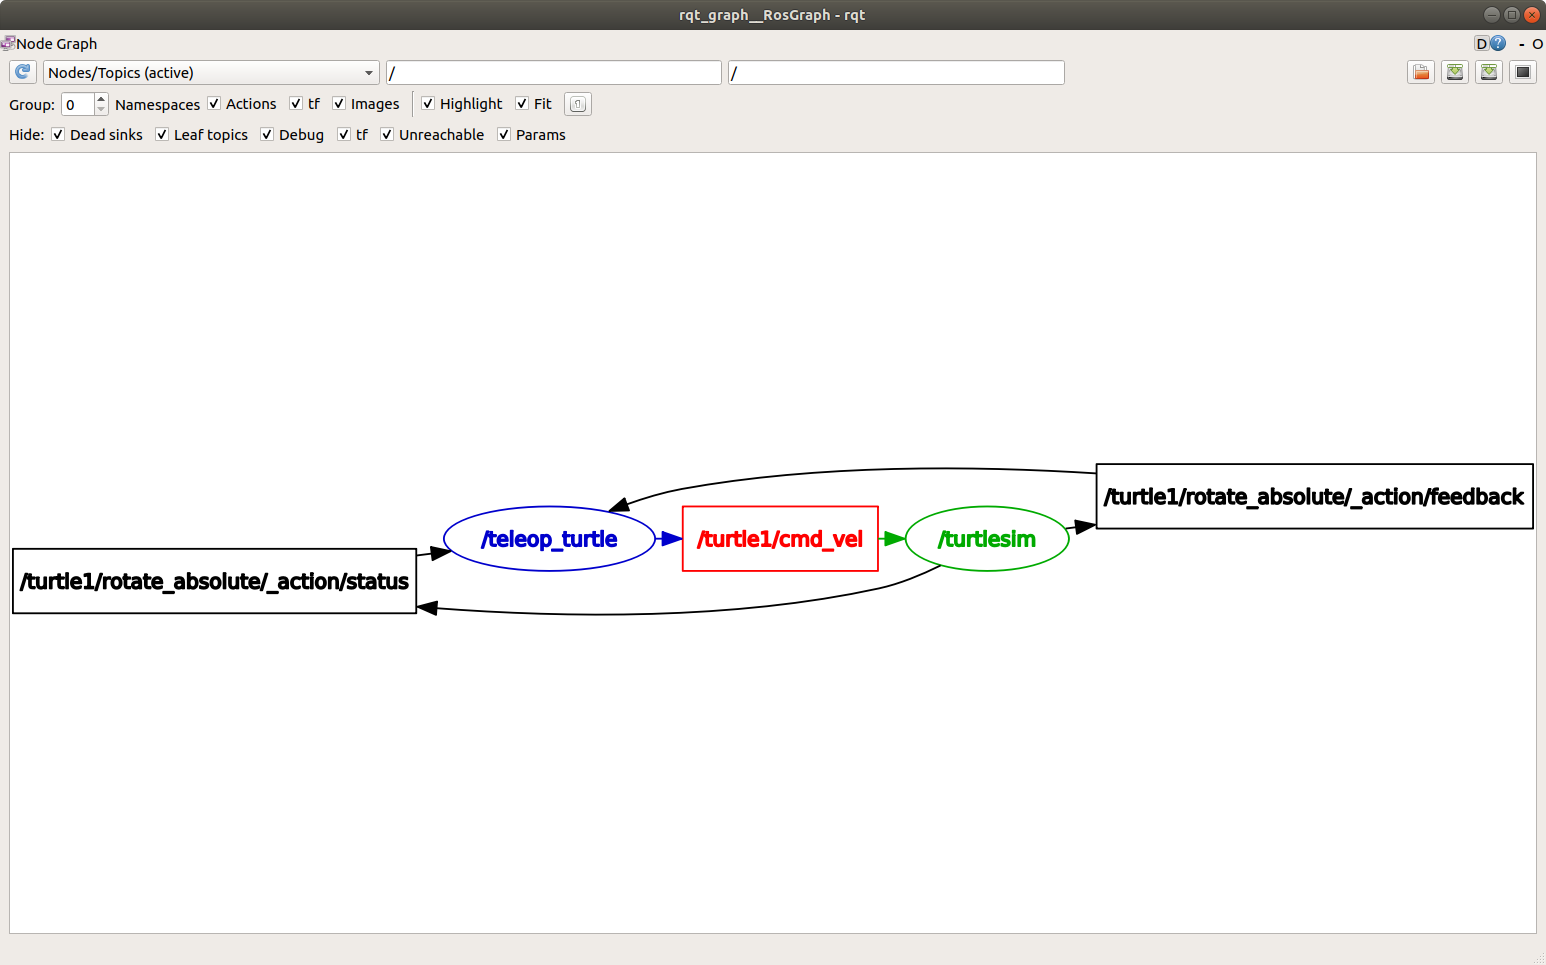 rqt_graph__RosGraph - rqt
Node Graph D ? - O
Nodes/Topics (active) / /
Group: 0 Namespaces Actions tf Images Highlight Fit
Hide: Dead sinks Leaf topics Debug tf Unreachable Params
/turtle1/rotate_absolute/_action/feedback
/teleop_turtle /turtle1/cmd_vel /turtlesim
/turtle1/rotate_absolute/_action/status